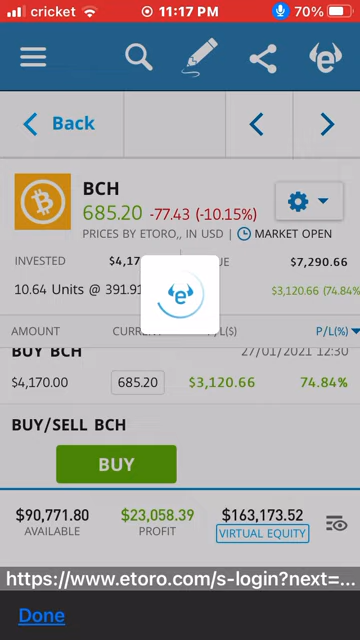 cricket 11:17 PM 70%
Back
BCH
685.20 -77.43 (-10.15%)
PRICES BY ETORO,, IN USD | MARKET OPEN
INVESTED $7,290.66
10.64 Units @ $3,120.66 (74.84%
AMOUNT P/L($) P/L(%)
BUY BCH 27/01/2021 12:30
$4,170.00 685.20 $3,120.66 74.84%
BUY/SELL BCH
BUY
$90,771.80 $23,058.39 $163,173.52
AVAILABLE PROFIT VIRTUAL EQUITY
https://www.etoro.com/s-login?next=...
Done